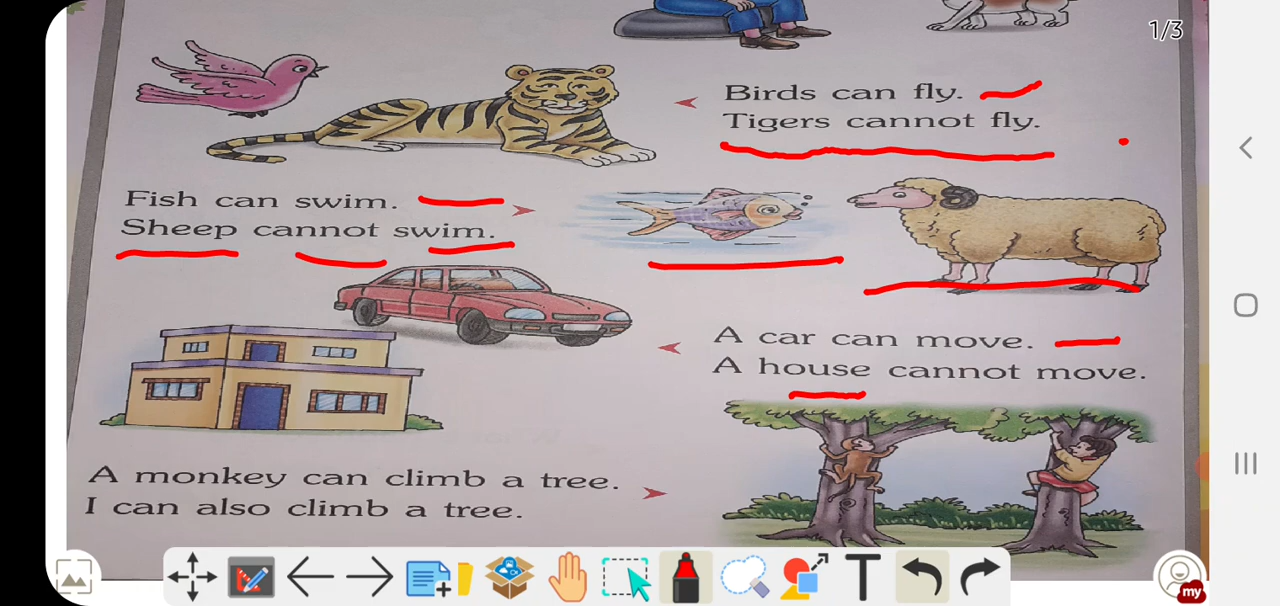 1/3
Birds can fly.
Tigers cannot fly.
Fish can swim.
Sheep cannot swim.
A car can move.
A house cannot move.
A monkey can climb a tree.
I can also climb a tree.
T
my